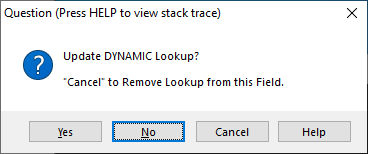 Question (Press HELP to view stack trace)
Update DYNAMIC Lookup?
"Cancel" to Remove Lookup from this Field.
Yes No Cancel Help